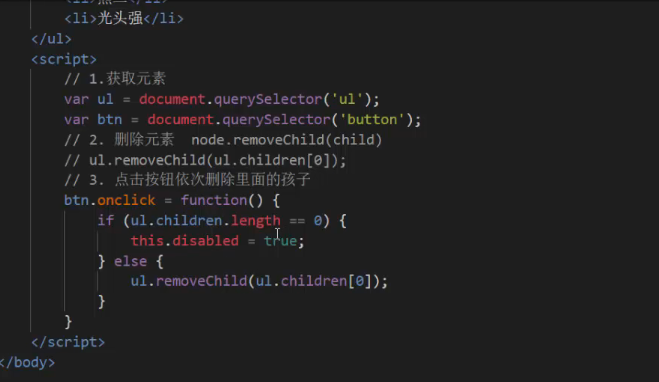 <li>熊二</li>
<li>光头强</li>
</ul>
<script>
// 1.获取元素
var ul = document.querySelector('ul');
var btn = document.querySelector('button');
// 2. 删除元素  node.removeChild(child)
// ul.removeChild(ul.children[0]);
// 3. 点击按钮依次删除里面的孩子
btn.onclick = function() {
if (ul.children.length == 0) {
this.disabled = true;
} else {
ul.removeChild(ul.children[0]);
}
}
</script>
</body>